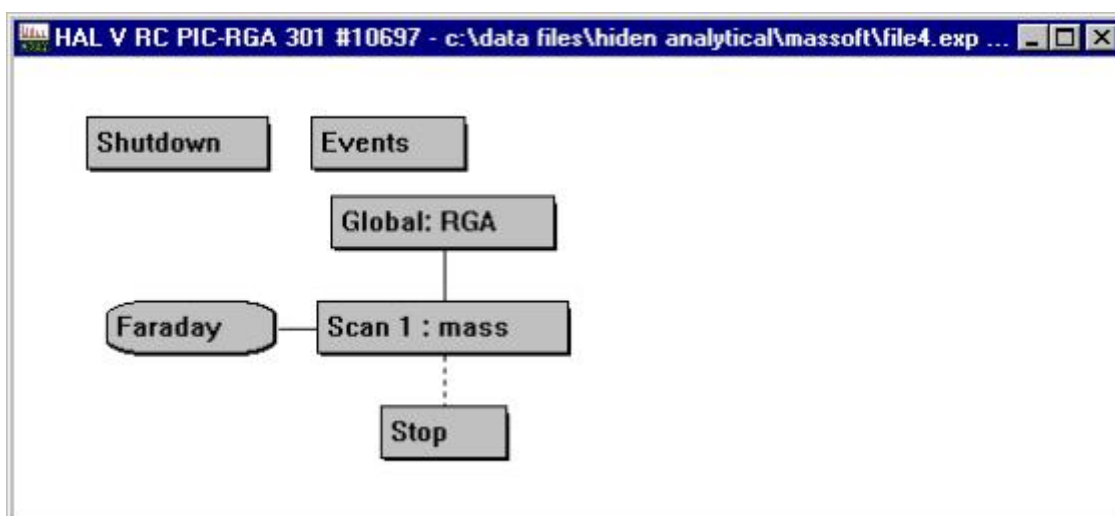 HAL V RC PIC-RGA 301 #10697 - c:\data files\hiden analytical\massoft\file4.exp ...
Shutdown
Events
Global: RGA
Faraday
Scan 1 : mass
Stop